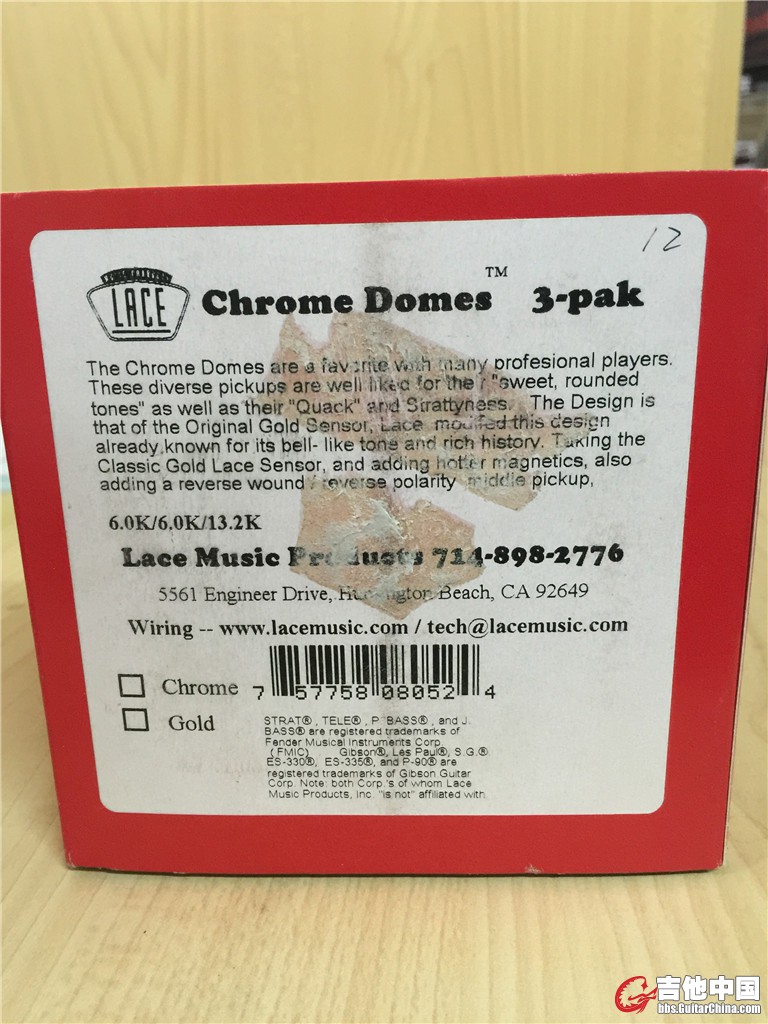 12
LACE
Chrome Domes™ 3-pak
The Chrome Domes are a favorite with many profesional players.
These diverse pickups are well liked for their "sweet, rounded
tones" as well as their "Quack" and Strattyness. The Design is
that of the Original Gold Sensor, Lace modified this design
already known for its bell- like tone and rich history. Taking the
Classic Gold Lace Sensor, and adding hotter magnetics, also
adding a reverse wound / reverse polarity middle pickup,
6.0K/6.0K/13.2K
Lace Music Products 714-898-2776
5561 Engineer Drive, Huntington Beach, CA 92649
Wiring -- www.lacemusic.com / tech@lacemusic.com
Chrome
7 57758 08052 4
Gold
STRAT®, TELE®, P BASS®, and J.
BASS® are registered trademarks of
Fender Musical Instruments Corp.
(FMIC) Gibson®, Les Paul®, S.G.®
ES-330®, ES-335®, and P-90® are
registered trademarks of Gibson Guitar
Corp. Note: both Corp.'s of whom Lace
Music Products, Inc. "is not" affiliated with.
吉他中国
bbs.GuitarChina.com